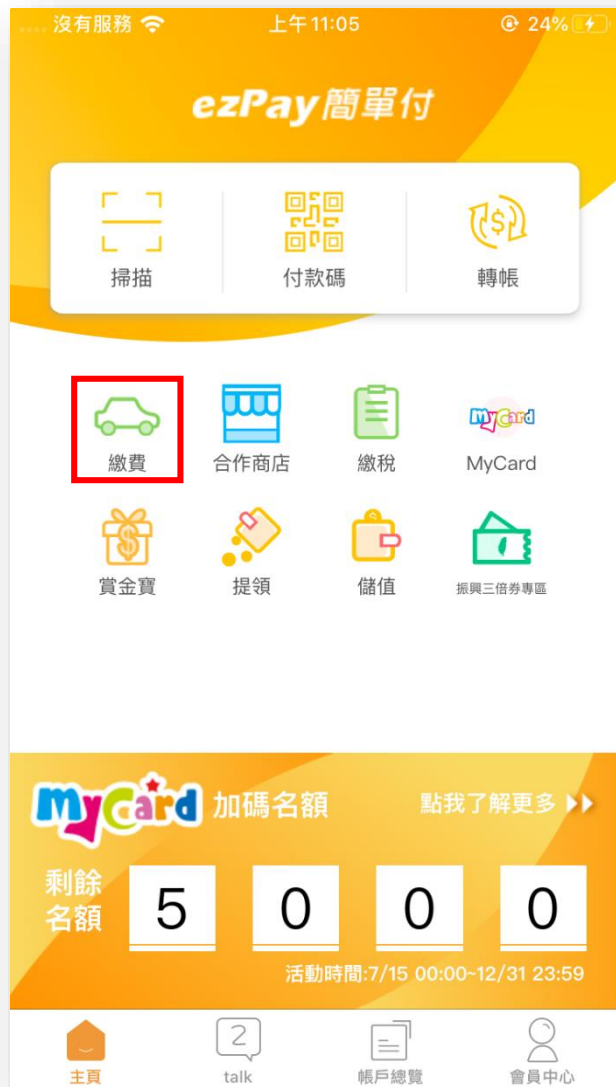 沒有服務 上午11:05 24%
ezPay簡單付
掃描 付款碼 轉帳
繳費 合作商店 繳稅 MyCard
賞金寶 提領 儲值 振興三倍券專區
MyCard 加碼名額 點我了解更多
剩餘
名額 5 0 0 0
活動時間:7/15 00:00~12/31 23:59
主頁 talk 帳戶總覽 會員中心